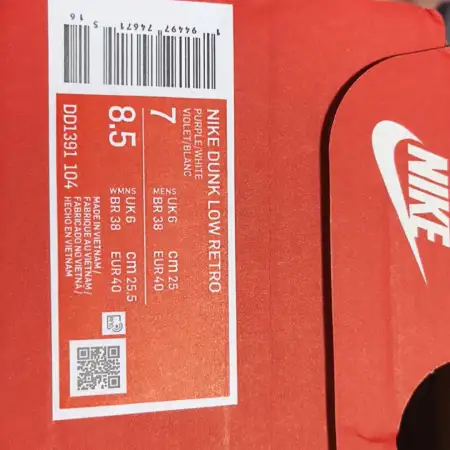 NIKE DUNK LOW RETRO
PURPLE/WHITE
VIOLET/BLANC
7
MENS UK 6 cm 25
BR 38 EUR 40
8.5
WMNS UK 6 cm 25.5
BR 38 EUR 40
DD1391 104
MADE IN VIETNAM /
FABRIQUE AU VIETNAM /
FABRICADO NO VIETNÃ /
HECHO EN VIETNAM
1 94497 74671 5 16
NIKE